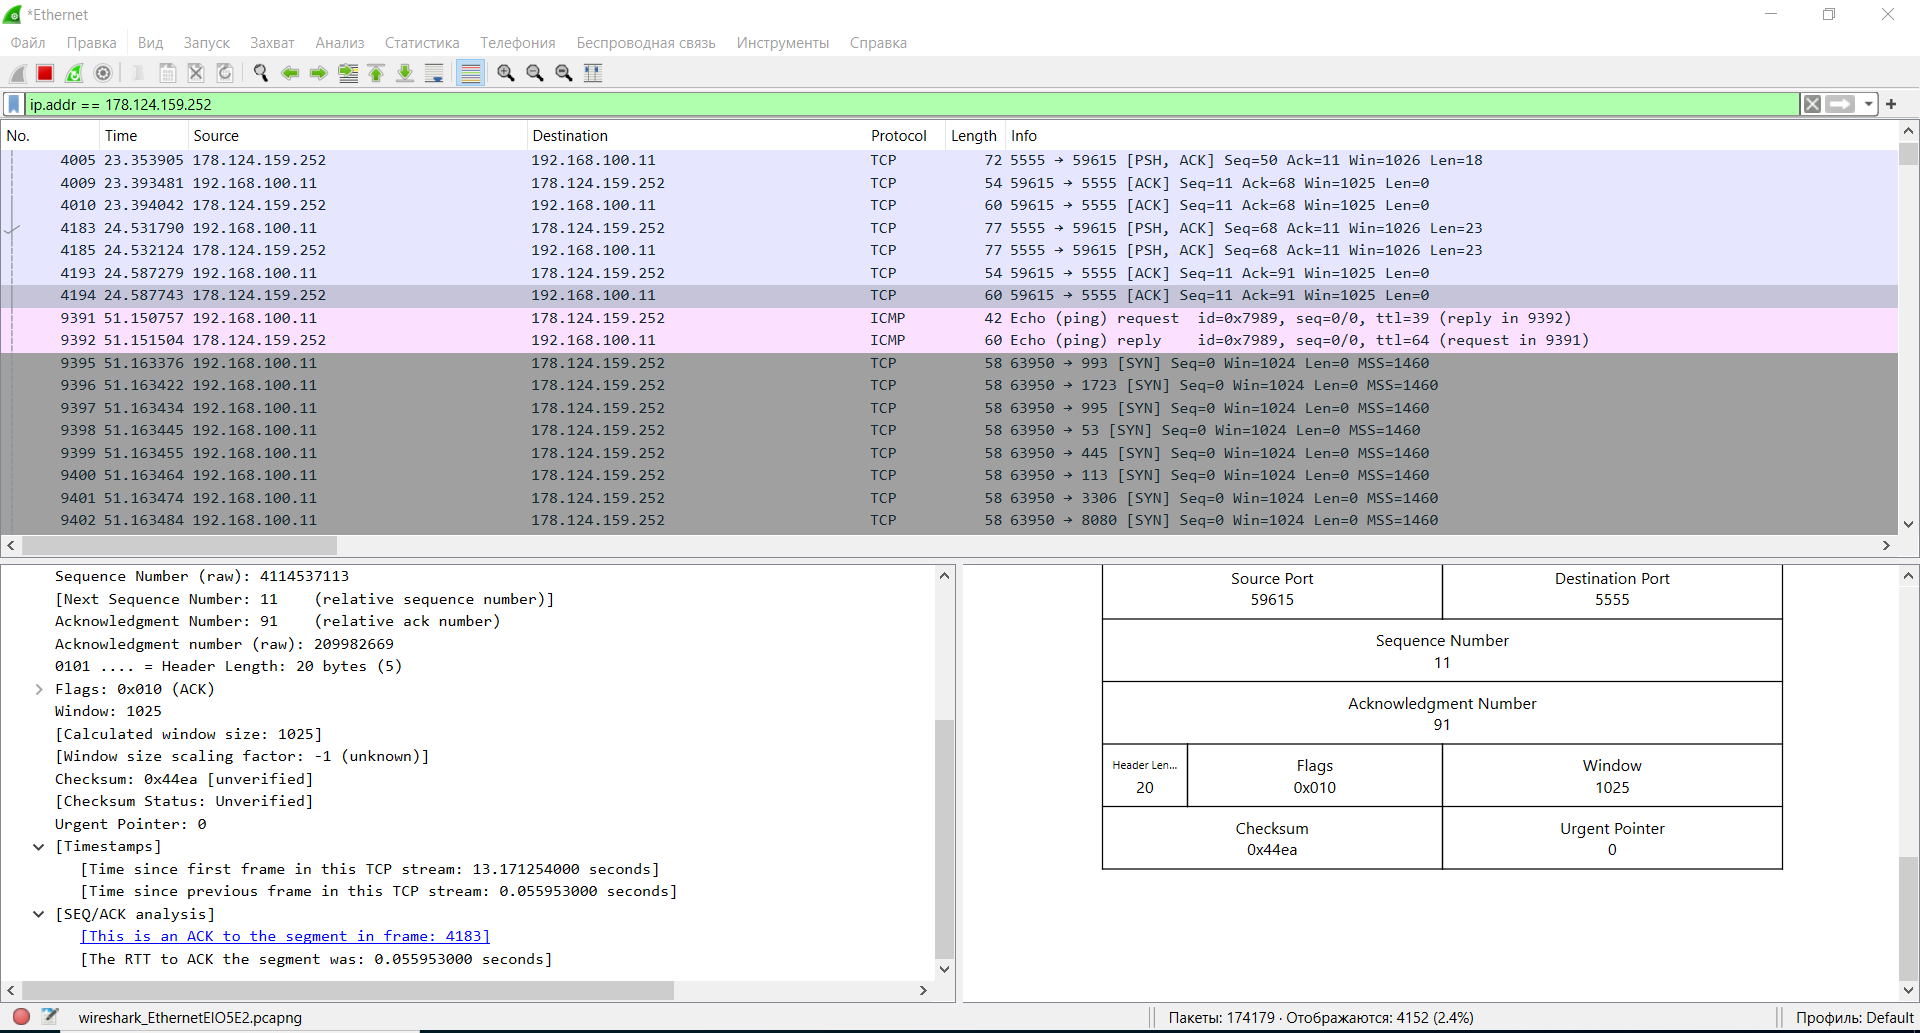 *Ethernet
Файл Правка Вид Запуск Захват Анализ Статистика Телефония Беспроводная связь Инструменты Справка
ip.addr == 178.124.159.252
No. Time Source Destination Protocol Length Info
4005 23.353905 178.124.159.252 192.168.100.11 TCP 72 5555 → 59615 [PSH, ACK] Seq=50 Ack=11 Win=1026 Len=18
4009 23.393481 192.168.100.11 178.124.159.252 TCP 54 59615 → 5555 [ACK] Seq=11 Ack=68 Win=1025 Len=0
4010 23.394042 178.124.159.252 192.168.100.11 TCP 60 59615 → 5555 [ACK] Seq=11 Ack=68 Win=1025 Len=0
4183 24.531790 192.168.100.11 178.124.159.252 TCP 77 5555 → 59615 [PSH, ACK] Seq=68 Ack=11 Win=1026 Len=23
4185 24.532124 178.124.159.252 192.168.100.11 TCP 77 5555 → 59615 [PSH, ACK] Seq=68 Ack=11 Win=1026 Len=23
4193 24.587279 192.168.100.11 178.124.159.252 TCP 54 59615 → 5555 [ACK] Seq=11 Ack=91 Win=1025 Len=0
4194 24.587743 178.124.159.252 192.168.100.11 TCP 60 59615 → 5555 [ACK] Seq=11 Ack=91 Win=1025 Len=0
9391 51.150757 192.168.100.11 178.124.159.252 ICMP 42 Echo (ping) request id=0x7989, seq=0/0, ttl=39 (reply in 9392)
9392 51.151504 178.124.159.252 192.168.100.11 ICMP 60 Echo (ping) reply id=0x7989, seq=0/0, ttl=64 (request in 9391)
9395 51.163376 192.168.100.11 178.124.159.252 TCP 58 63950 → 993 [SYN] Seq=0 Win=1024 Len=0 MSS=1460
9396 51.163422 192.168.100.11 178.124.159.252 TCP 58 63950 → 1723 [SYN] Seq=0 Win=1024 Len=0 MSS=1460
9397 51.163434 192.168.100.11 178.124.159.252 TCP 58 63950 → 995 [SYN] Seq=0 Win=1024 Len=0 MSS=1460
9398 51.163445 192.168.100.11 178.124.159.252 TCP 58 63950 → 53 [SYN] Seq=0 Win=1024 Len=0 MSS=1460
9399 51.163455 192.168.100.11 178.124.159.252 TCP 58 63950 → 445 [SYN] Seq=0 Win=1024 Len=0 MSS=1460
9400 51.163464 192.168.100.11 178.124.159.252 TCP 58 63950 → 113 [SYN] Seq=0 Win=1024 Len=0 MSS=1460
9401 51.163474 192.168.100.11 178.124.159.252 TCP 58 63950 → 3306 [SYN] Seq=0 Win=1024 Len=0 MSS=1460
9402 51.163484 192.168.100.11 178.124.159.252 TCP 58 63950 → 8080 [SYN] Seq=0 Win=1024 Len=0 MSS=1460
Sequence Number (raw): 4114537113
[Next Sequence Number: 11 (relative sequence number)]
Acknowledgment Number: 91 (relative ack number)
Acknowledgment number (raw): 209982669
0101 .... = Header Length: 20 bytes (5)
Flags: 0x010 (ACK)
Window: 1025
[Calculated window size: 1025]
[Window size scaling factor: -1 (unknown)]
Checksum: 0x44ea [unverified]
[Checksum Status: Unverified]
Urgent Pointer: 0
[Timestamps]
[Time since first frame in this TCP stream: 13.171254000 seconds]
[Time since previous frame in this TCP stream: 0.055953000 seconds]
[SEQ/ACK analysis]
[This is an ACK to the segment in frame: 4183]
[The RTT to ACK the segment was: 0.055953000 seconds]
Source Port Destination Port
59615 5555
Sequence Number
11
Acknowledgment Number
91
Header Len... Flags Window
20 0x010 1025
Checksum Urgent Pointer
0x44ea 0
wireshark_EthernetEIO5E2.pcapng Пакеты: 174179 · Отображаются: 4152 (2.4%) Профиль: Default